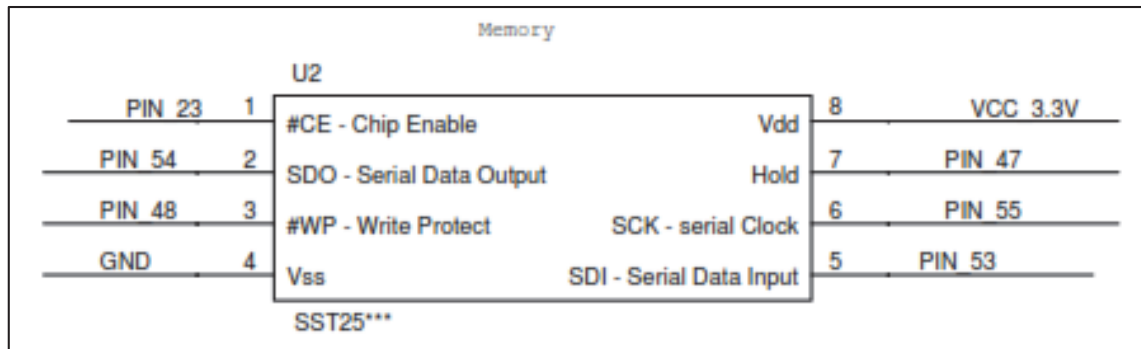 Memory
U2
PIN_23 1 #CE - Chip Enable Vdd 8 VCC_3.3V
PIN_54 2 SDO - Serial Data Output Hold 7 PIN_47
PIN_48 3 #WP - Write Protect SCK - serial Clock 6 PIN_55
GND 4 Vss SDI - Serial Data Input 5 PIN_53
SST25***